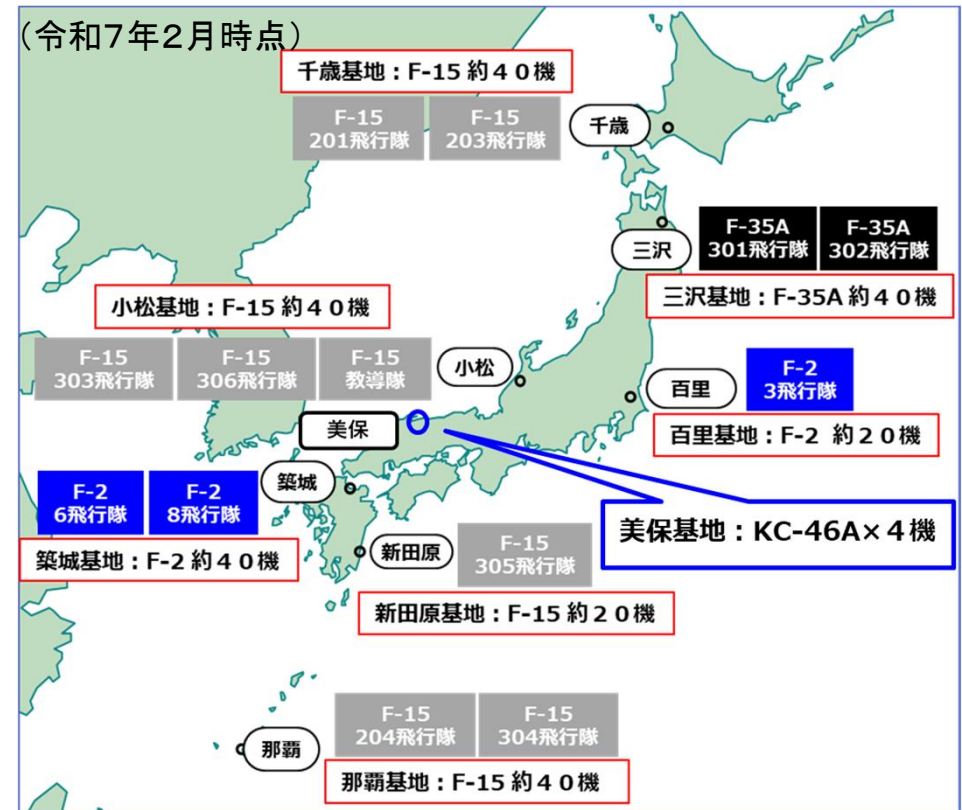 (令和7年2月時点)
千歳基地：F-15 約４０機
F-15
201飛行隊
F-15
203飛行隊
千歳
F-35A
301飛行隊
F-35A
302飛行隊
三沢
三沢基地：F-35A 約４０機
小松基地：F-15 約４０機
F-15
303飛行隊
F-15
306飛行隊
F-15
教導隊
小松
F-2
3飛行隊
百里
百里基地：F-2 約２０機
美保
築城
F-2
6飛行隊
F-2
8飛行隊
築城基地：F-2 約４０機
美保基地：KC-46A×４機
新田原
F-15
305飛行隊
新田原基地：F-15 約２０機
F-15
204飛行隊
F-15
304飛行隊
那覇
那覇基地：F-15 約４０機